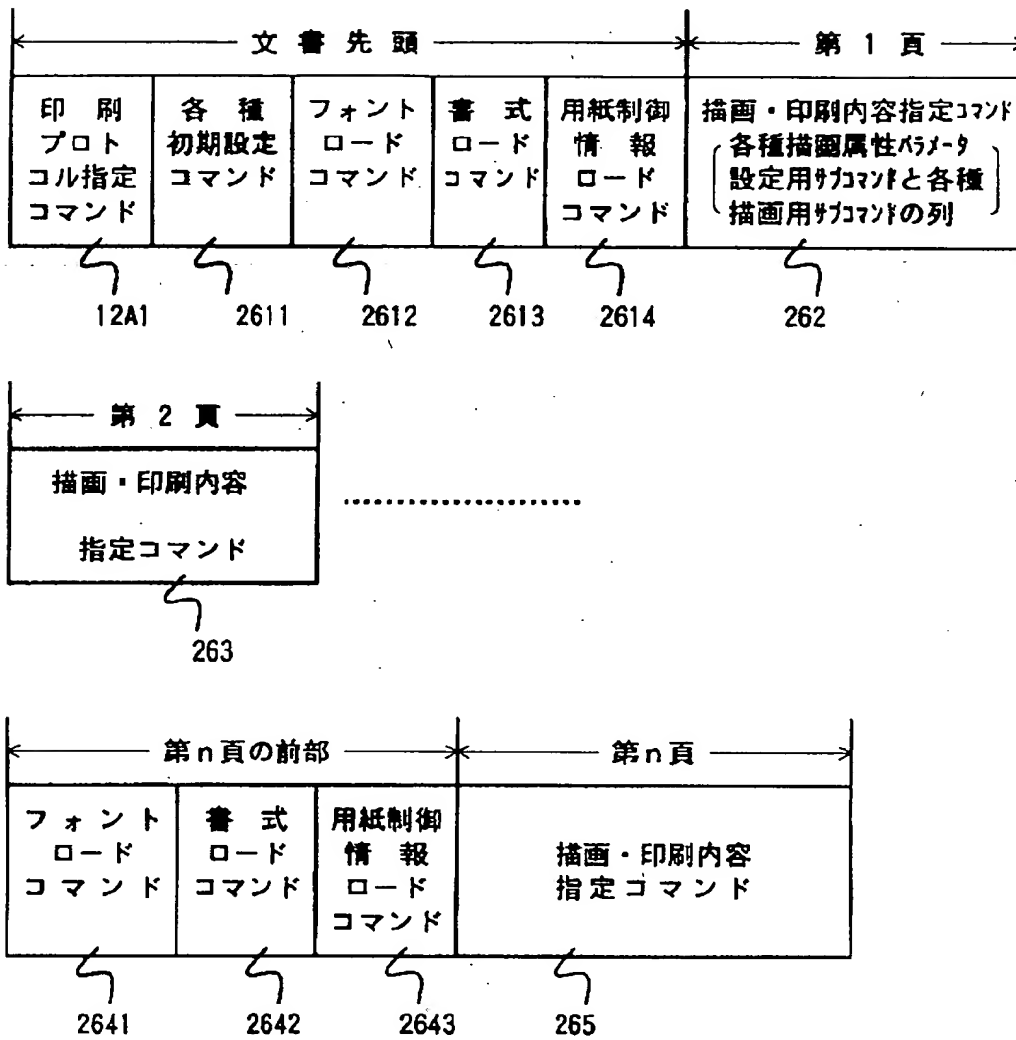 文書先頭
第1頁
印刷
プロト
コル指定
コマンド
各種
初期設定
コマンド
フォント
ロード
コマンド
書式
ロード
コマンド
用紙制御
情報
ロード
コマンド
描画・印刷内容指定コマンド
各種描画属性パラメータ
設定用サブコマンドと各種
描画用サブコマンドの列
12A1
2611
2612
2613
2614
262
第2頁
描画・印刷内容
指定コマンド
263
第n頁の前部
第n頁
フォント
ロード
コマンド
書式
ロード
コマンド
用紙制御
情報
ロード
コマンド
描画・印刷内容
指定コマンド
2641
2642
2643
265